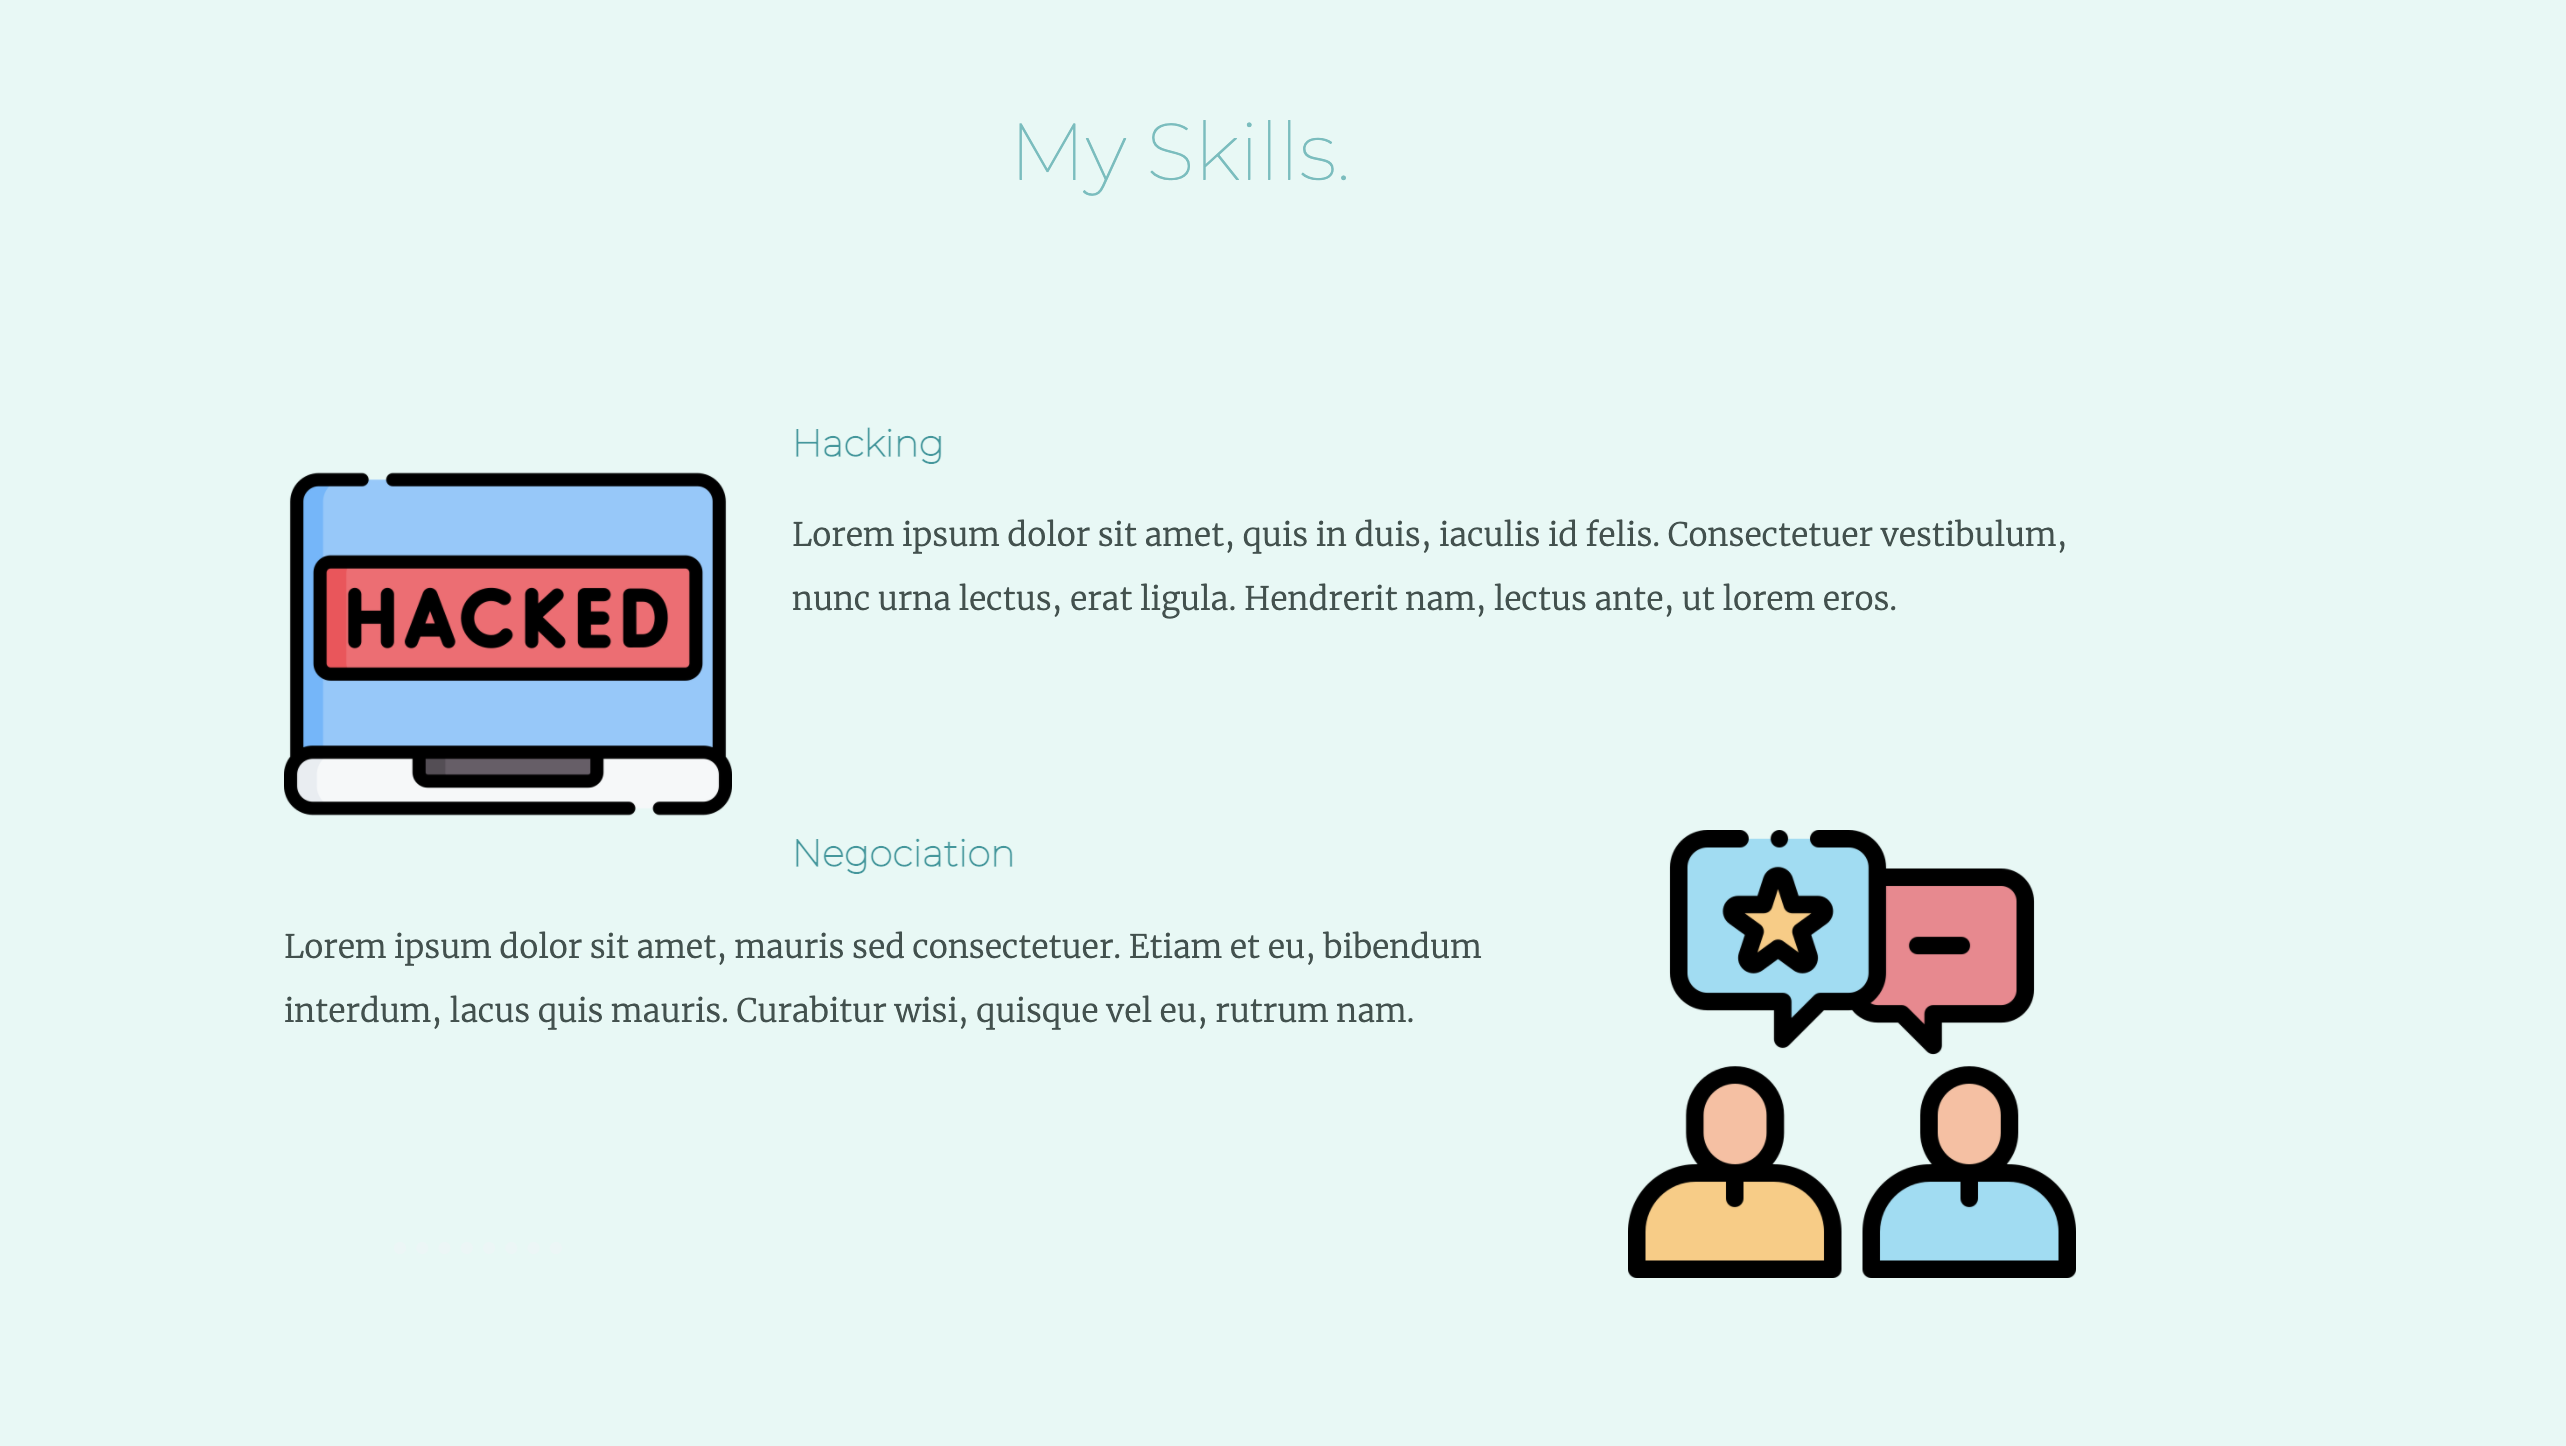 My Skills.
Hacking
Lorem ipsum dolor sit amet, quis in duis, iaculis id felis. Consectetuer vestibulum,
nunc urna lectus, erat ligula. Hendrerit nam, lectus ante, ut lorem eros.
HACKED
Negociation
Lorem ipsum dolor sit amet, mauris sed consectetuer. Etiam et eu, bibendum
interdum, lacus quis mauris. Curabitur wisi, quisque vel eu, rutrum nam.